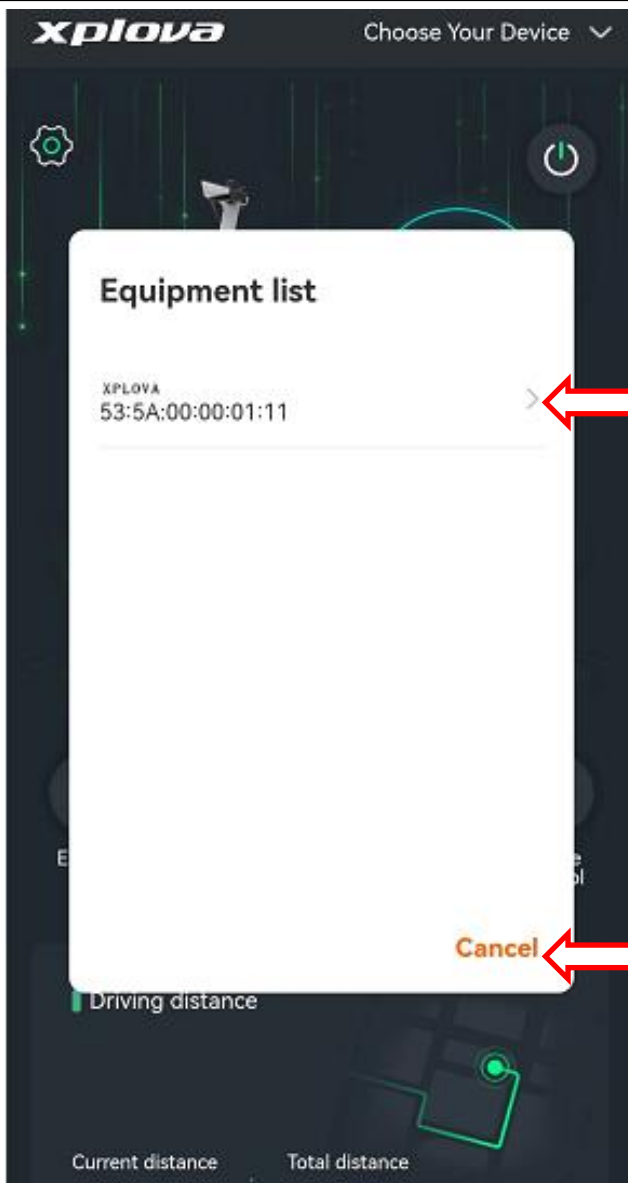 xplova
Choose Your Device
Equipment list
XPLOVA
53:5A:00:00:01:11
Cancel
Driving distance
Current distance
Total distance